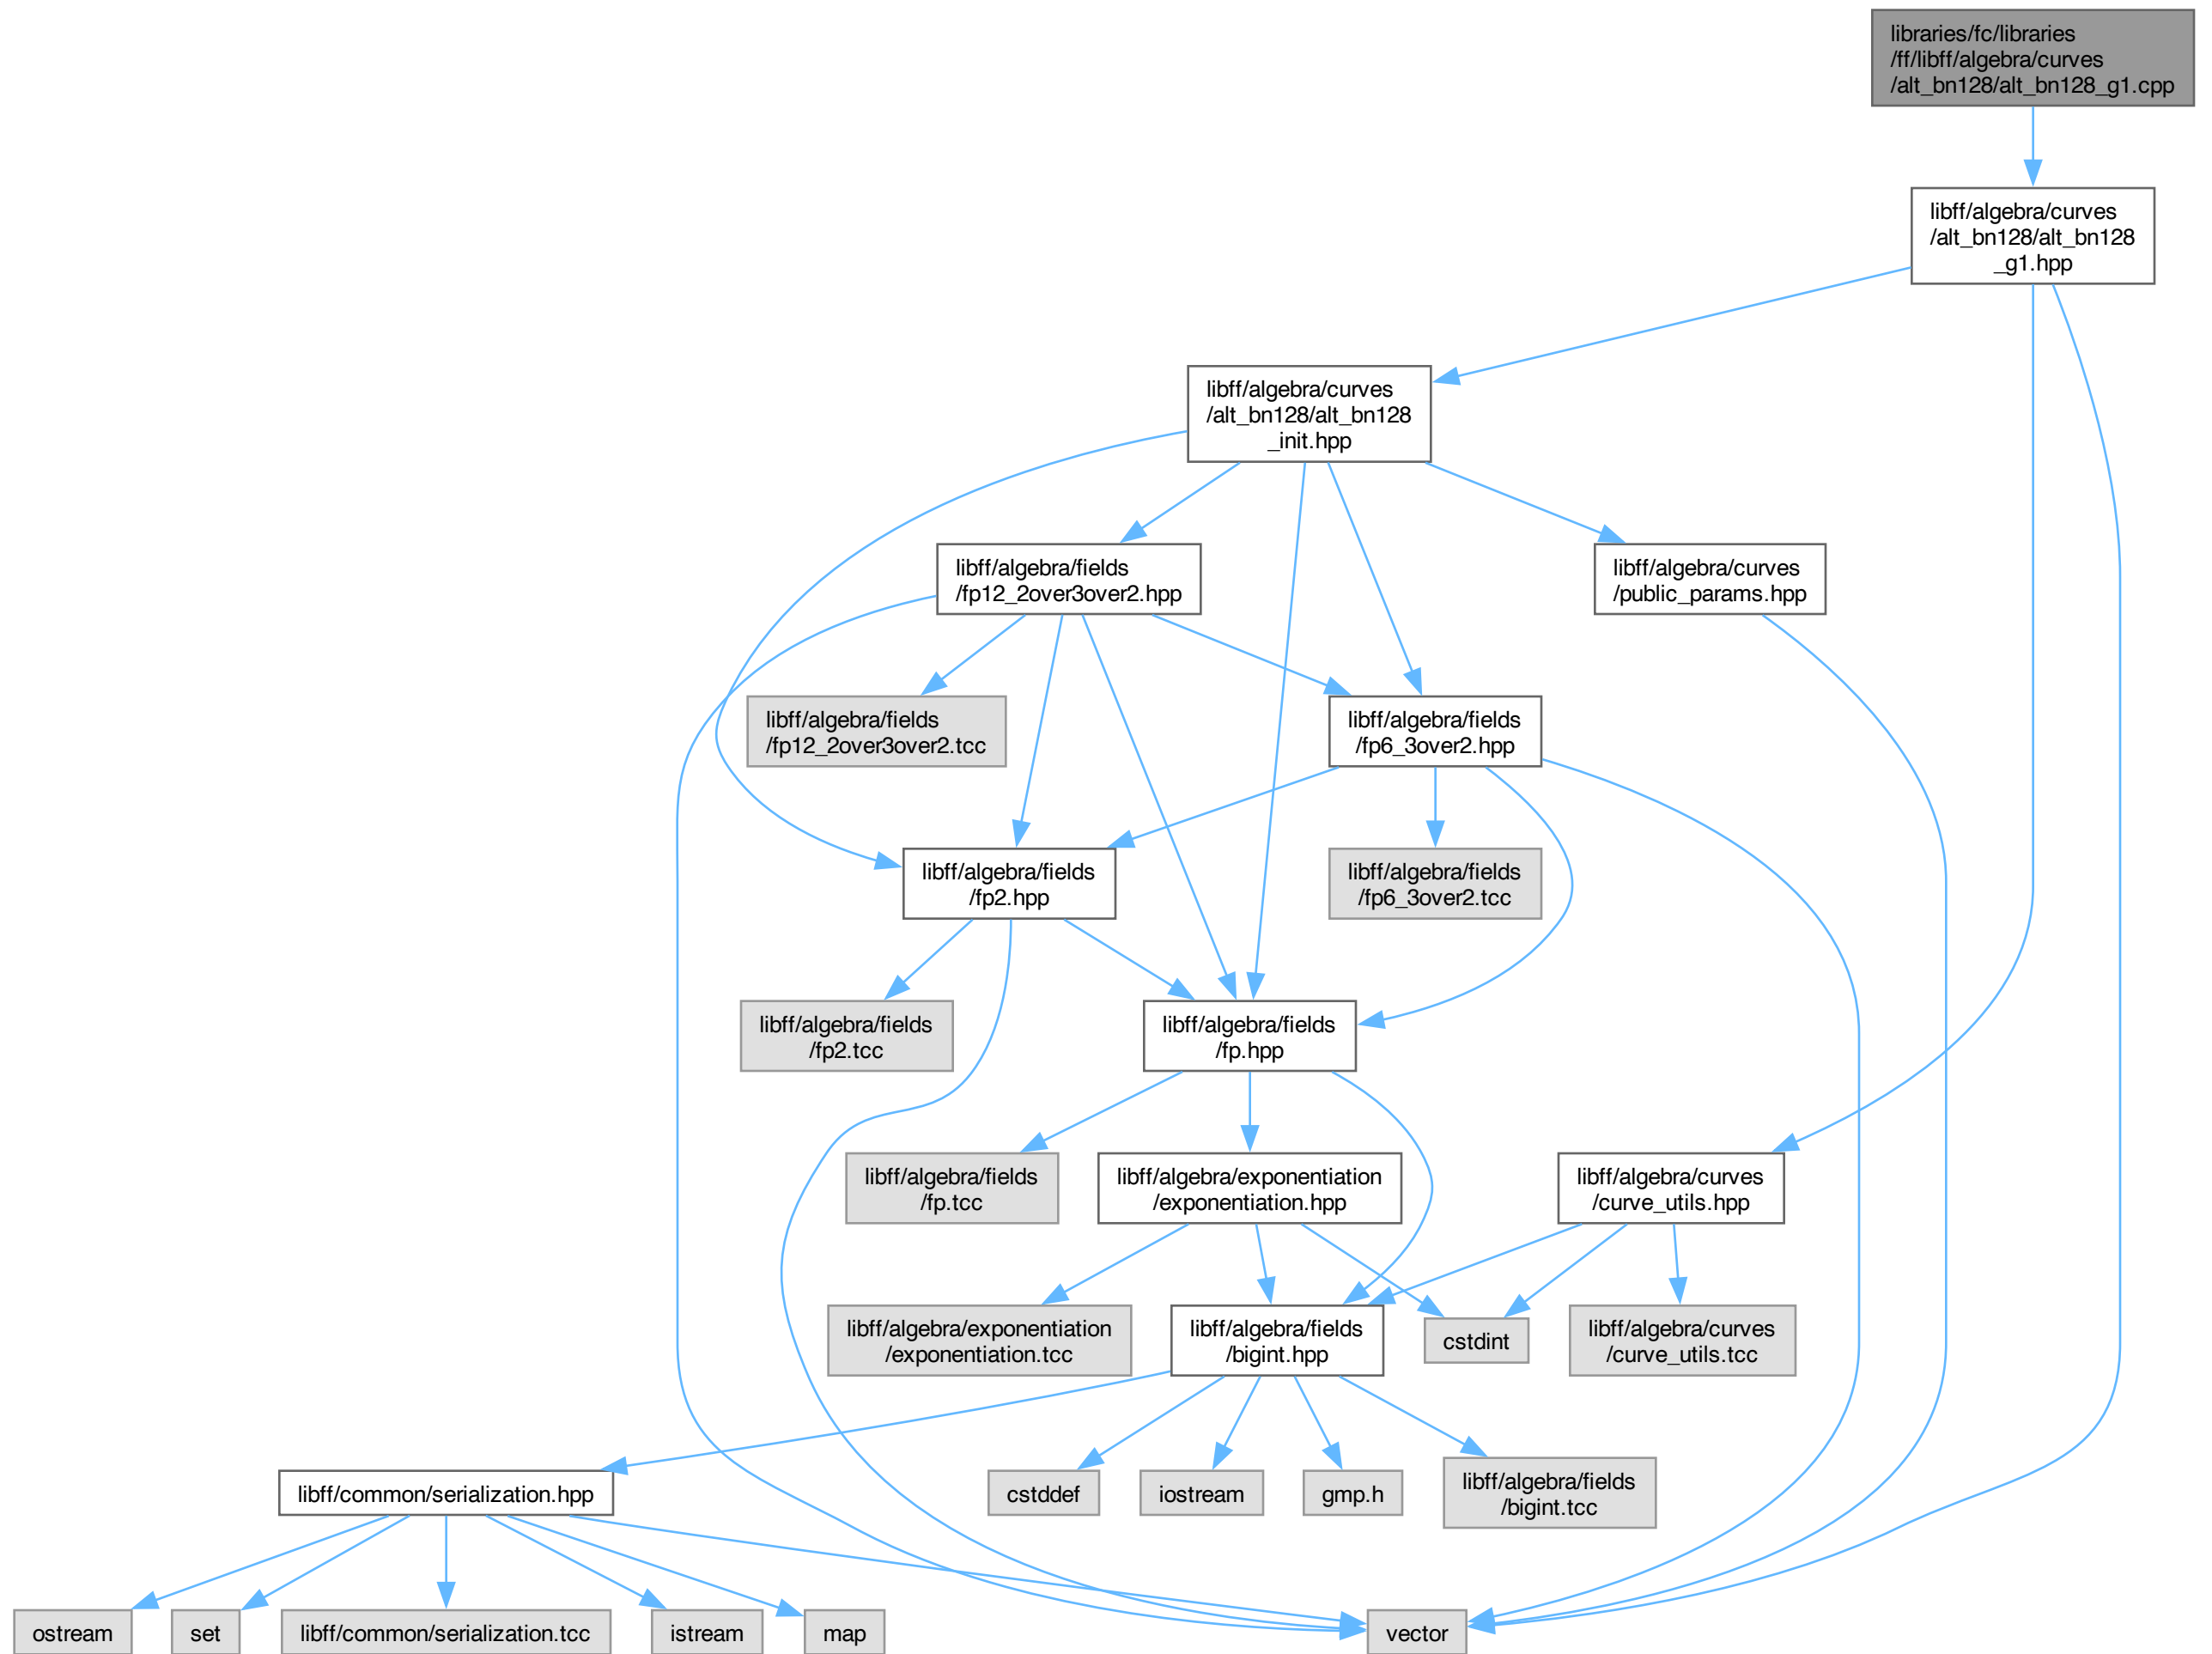 libraries/fc/libraries
/ff/libff/algebra/curves
/alt_bn128/alt_bn128_g1.cpp
libff/algebra/curves
/alt_bn128/alt_bn128
_g1.hpp
libff/algebra/curves
/alt_bn128/alt_bn128
_init.hpp
libff/algebra/fields
/fp12_2over3over2.hpp
libff/algebra/curves
/public_params.hpp
libff/algebra/fields
/fp12_2over3over2.tcc
libff/algebra/fields
/fp6_3over2.hpp
libff/algebra/fields
/fp2.hpp
libff/algebra/fields
/fp6_3over2.tcc
libff/algebra/fields
/fp2.tcc
libff/algebra/fields
/fp.hpp
libff/algebra/fields
/fp.tcc
libff/algebra/exponentiation
/exponentiation.hpp
libff/algebra/curves
/curve_utils.hpp
libff/algebra/exponentiation
/exponentiation.tcc
libff/algebra/fields
/bigint.hpp
cstdint
libff/algebra/curves
/curve_utils.tcc
libff/common/serialization.hpp
cstddef
iostream
gmp.h
libff/algebra/fields
/bigint.tcc
ostream
set
libff/common/serialization.tcc
istream
map
vector